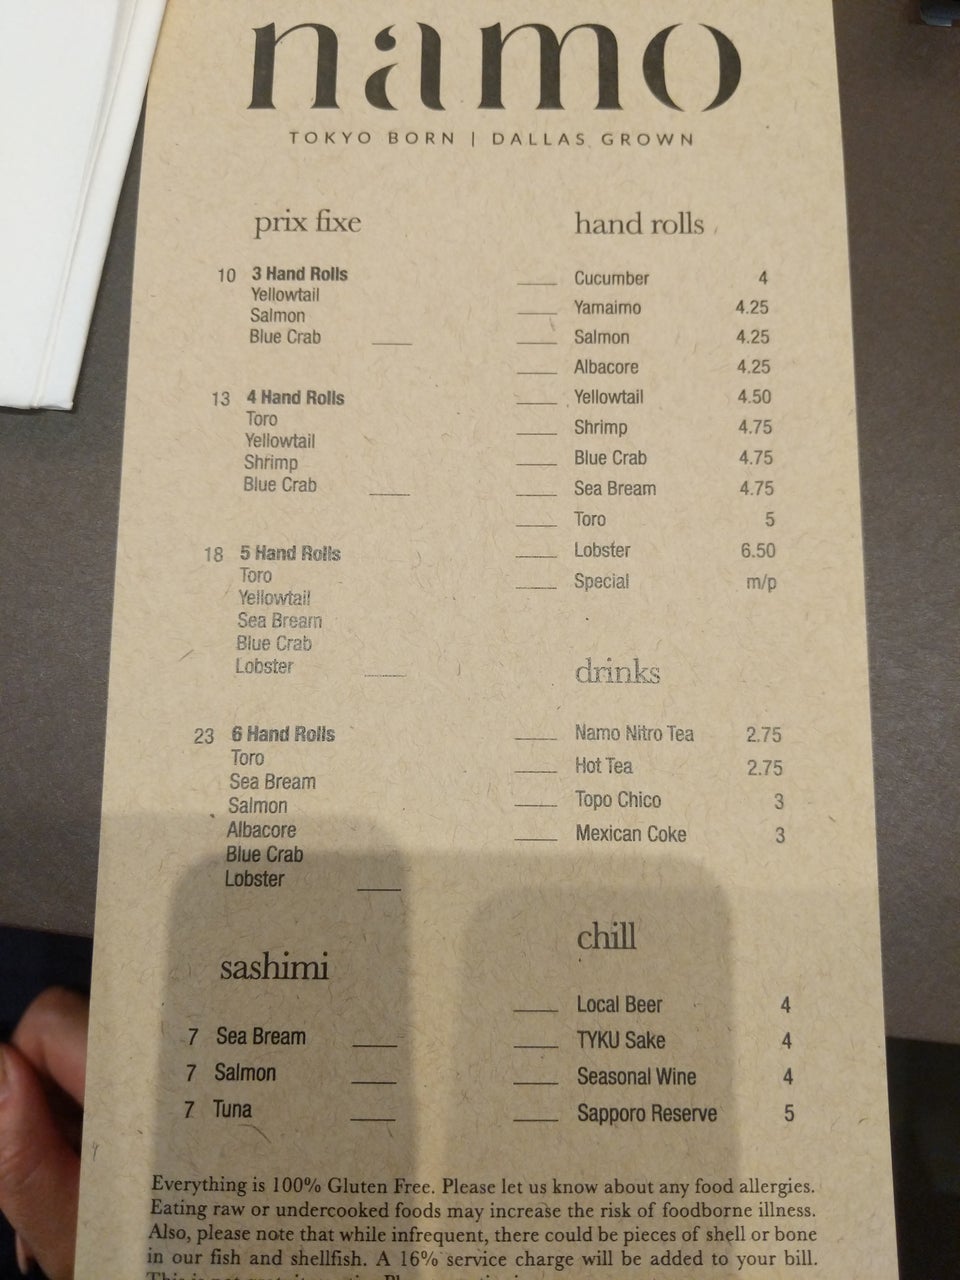 namo
TOKYO BORN | DALLAS GROWN
prix fixe
10 3 Hand Rolls
Yellowtail
Salmon
Blue Crab
13 4 Hand Rolls
Toro
Yellowtail
Shrimp
Blue Crab
18 5 Hand Rolls
Toro
Yellowtail
Sea Bream
Blue Crab
Lobster
23 6 Hand Rolls
Toro
Sea Bream
Salmon
Albacore
Blue Crab
Lobster
sashimi
7 Sea Bream
7 Salmon
7 Tuna
hand rolls
Cucumber 4
Yamaimo 4.25
Salmon 4.25
Albacore 4.25
Yellowtail 4.50
Shrimp 4.75
Blue Crab 4.75
Sea Bream 4.75
Toro 5
Lobster 6.50
Special m/p
drinks
Namo Nitro Tea 2.75
Hot Tea 2.75
Topo Chico 3
Mexican Coke 3
chill
Local Beer 4
TYKU Sake 4
Seasonal Wine 4
Sapporo Reserve 5
Everything is 100% Gluten Free. Please let us know about any food allergies.
Eating raw or undercooked foods may increase the risk of foodborne illness.
Also, please note that while infrequent, there could be pieces of shell or bone
in our fish and shellfish. A 16% service charge will be added to your bill.